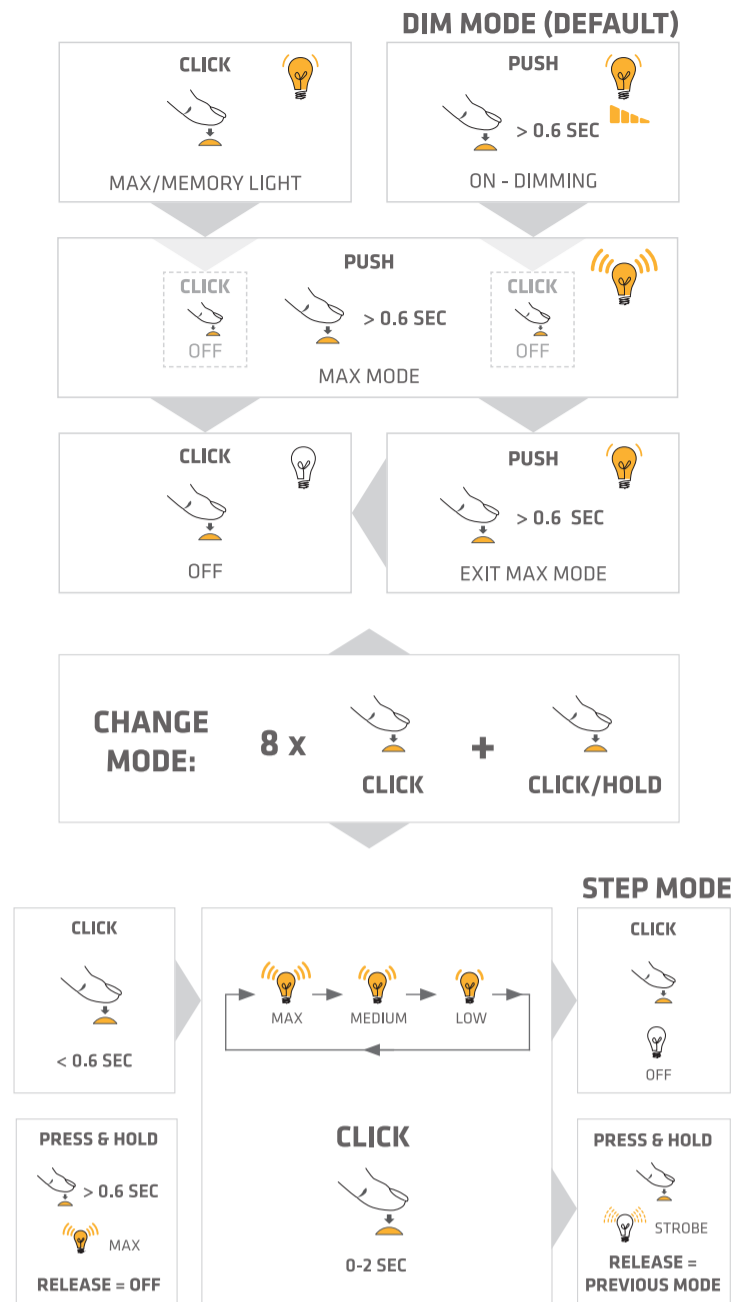 DIM MODE (DEFAULT)
CLICK
MAX/MEMORY LIGHT
PUSH
> 0.6 SEC
ON - DIMMING
CLICK
OFF
PUSH
> 0.6 SEC
MAX MODE
CLICK
OFF
CLICK
OFF
PUSH
> 0.6 SEC
EXIT MAX MODE
CHANGE
MODE:
8 x
CLICK
+
CLICK/HOLD
STEP MODE
CLICK
< 0.6 SEC
PRESS & HOLD
> 0.6 SEC
MAX
RELEASE = OFF
MAX
MEDIUM
LOW
CLICK
0-2 SEC
CLICK
OFF
PRESS & HOLD
STROBE
RELEASE =
PREVIOUS MODE